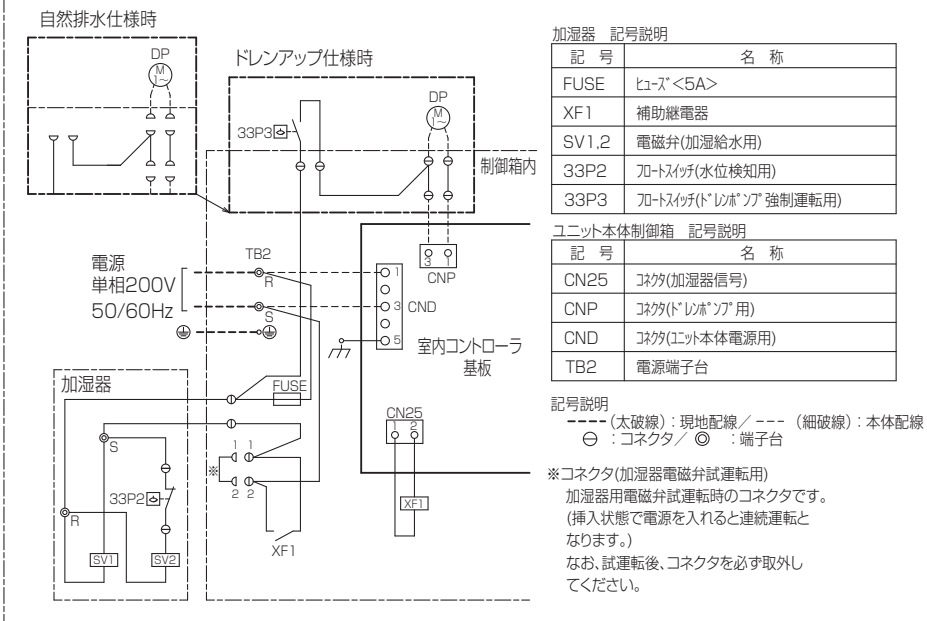 自然排水仕様時
DP
M
1~
ドレンアップ仕様時
DP
M
1~
33P3
制御箱内
電源
単相200V
50/60Hz
TB2
R
S
3 1
CNP
1
3
5
CND
室内コントローラ
基板
加湿器
FUSE
CN25
1 2
S
1 1
※
2 2
33P2
R
XF1
XF1
SV1
SV2
加湿器 記号説明
記 号 名 称
FUSE ﾋｭｰｽﾞ<5A>
XF1 補助継電器
SV1,2 電磁弁(加湿給水用)
33P2 ﾌﾛｰﾄｽｲｯﾁ(水位検知用)
33P3 ﾌﾛｰﾄｽｲｯﾁ(ﾄﾞﾚﾝﾎﾟﾝﾌﾟ強制運転用)
ユニット本体制御箱 記号説明
記 号 名 称
CN25 ｺﾈｸﾀ(加湿器信号)
CNP ｺﾈｸﾀ(ﾄﾞﾚﾝﾎﾟﾝﾌﾟ用)
CND ｺﾈｸﾀ(ﾕﾆｯﾄ本体電源用)
TB2 電源端子台
記号説明
(太破線)：現地配線／--- (細破線)：本体配線
：コネクタ／◎ ：端子台
※コネクタ(加湿器電磁弁試運転用)
加湿器用電磁弁試運転時のコネクタです。
(挿入状態で電源を入れると連続運転と
なります。)
なお、試運転後、コネクタを必ず取外し
てください。